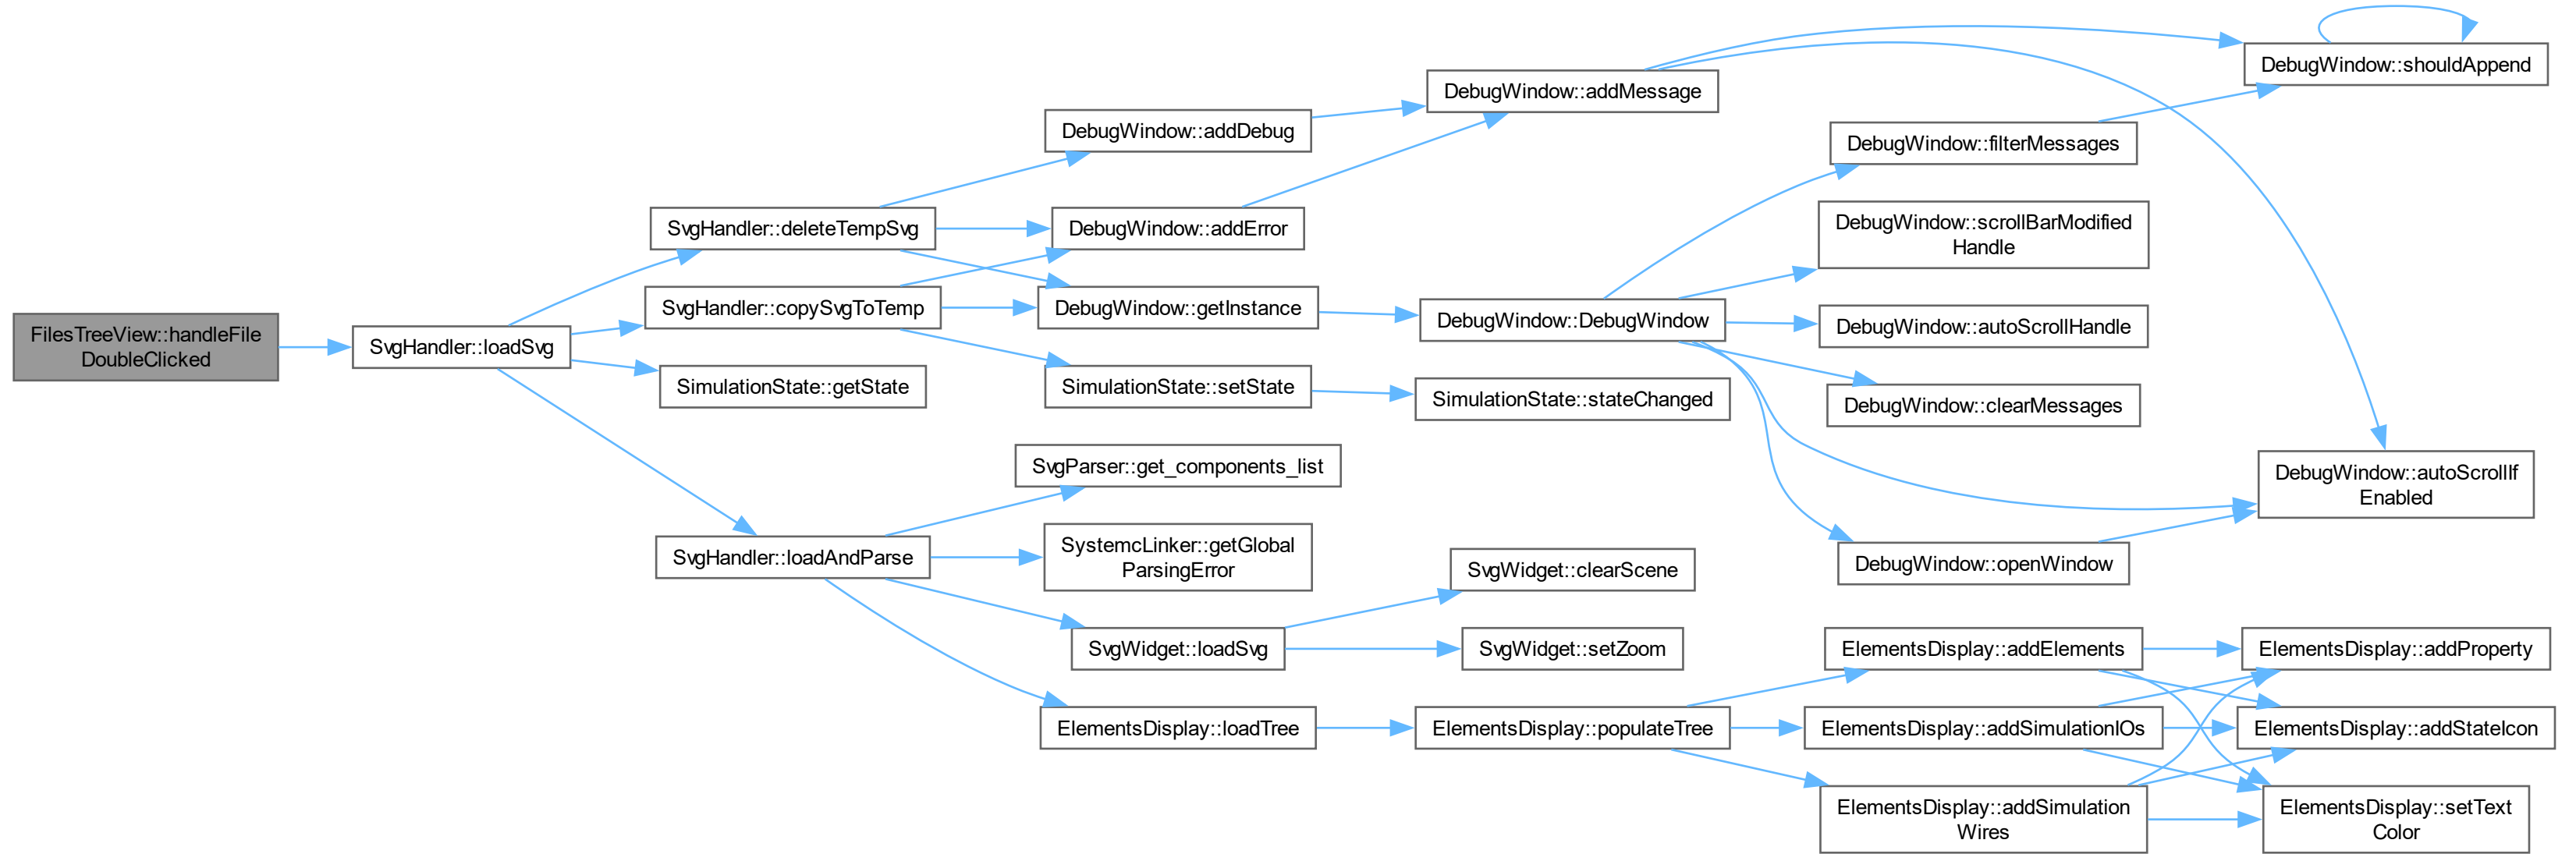 FilesTreeView::handleFile
DoubleClicked
SvgHandler::loadSvg
SvgHandler::deleteTempSvg
SvgHandler::copySvgToTemp
SimulationState::getState
SvgHandler::loadAndParse
DebugWindow::addDebug
DebugWindow::addError
DebugWindow::getInstance
SimulationState::setState
SvgParser::get_components_list
SystemcLinker::getGlobal
ParsingError
SvgWidget::loadSvg
ElementsDisplay::loadTree
DebugWindow::addMessage
DebugWindow::DebugWindow
SimulationState::stateChanged
SvgWidget::clearScene
SvgWidget::setZoom
ElementsDisplay::populateTree
DebugWindow::filterMessages
DebugWindow::scrollBarModified
Handle
DebugWindow::autoScrollHandle
DebugWindow::clearMessages
DebugWindow::openWindow
ElementsDisplay::addElements
ElementsDisplay::addSimulationIOs
ElementsDisplay::addSimulation
Wires
DebugWindow::shouldAppend
DebugWindow::autoScrollIf
Enabled
ElementsDisplay::addProperty
ElementsDisplay::addStateIcon
ElementsDisplay::setText
Color